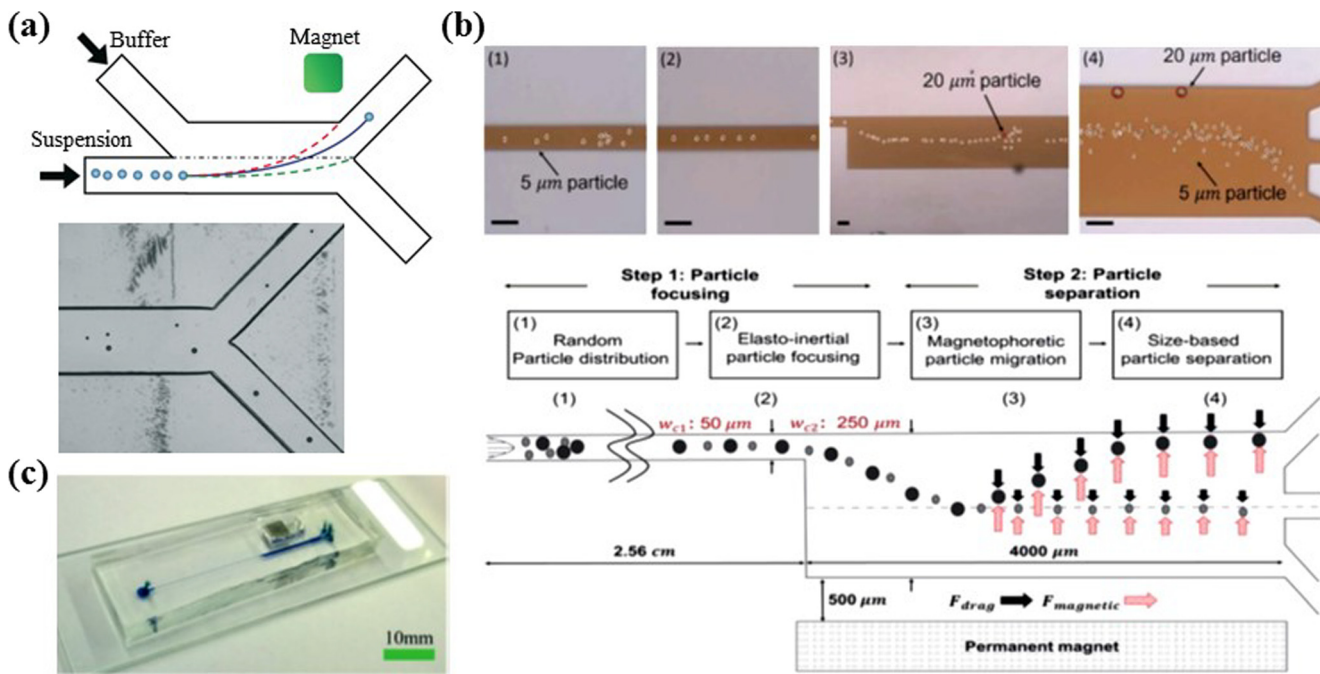 (a)
Buffer
Magnet
Suspension
(b)
(1)
5 μm particle
(2)
(3)
20 μm particle
(4)
20 μm particle
5 μm particle
Step 1: Particle
focusing
Step 2: Particle
separation
(1)
Random
Particle distribution
(2)
Elasto-inertial
particle focusing
(3)
Magnetophoretic
particle migration
(4)
Size-based
particle separation
(1)
(2)
(3)
(4)
w_c1: 50 μm
w_c2: 250 μm
2.56 cm
4000 μm
500 μm
F_drag
F_magnetic
Permanent magnet
(c)
10mm